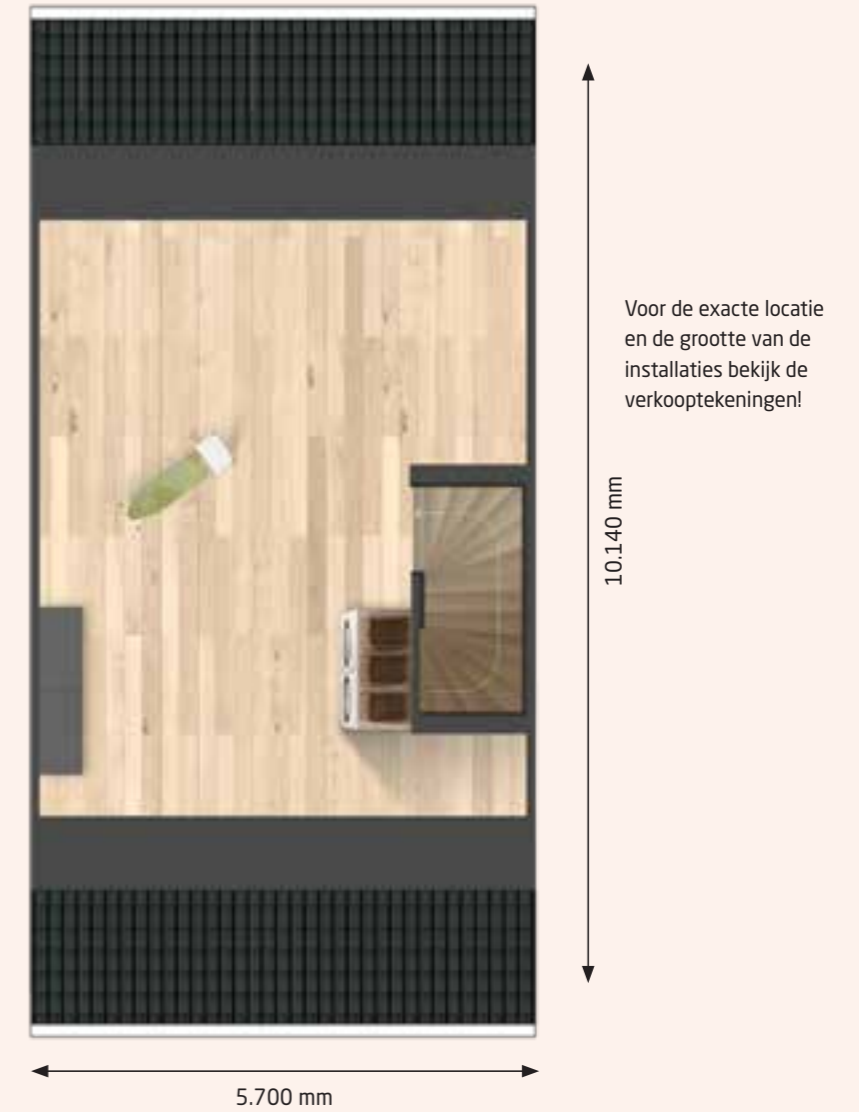 Voor de exacte locatie
en de grootte van de
installaties bekijk de
verkooptekeningen!
10.140 mm
5.700 mm